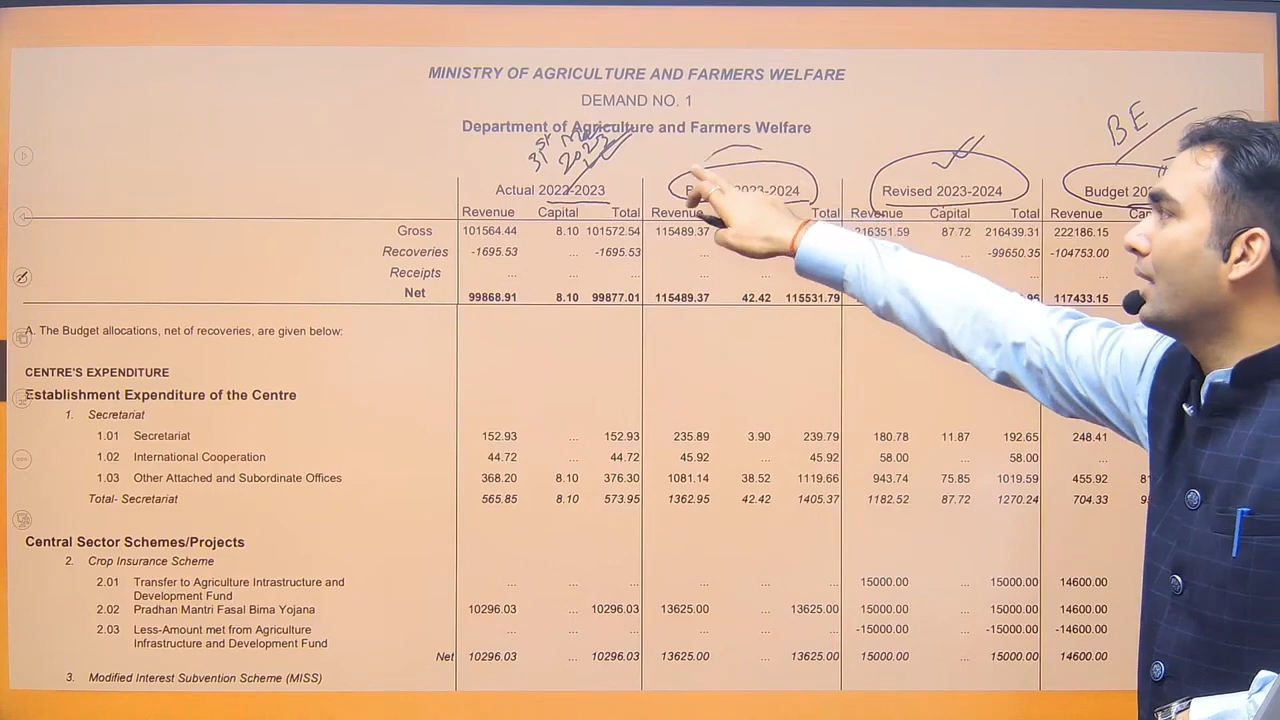 MINISTRY OF AGRICULTURE AND FARMERS WELFARE
DEMAND NO. 1
Department of Agriculture and Farmers Welfare
31st Mar
2023
BE
Actual 2022-2023 2023-2024 Revised 2023-2024 Budget
Revenue Capital Total Revenue Total Revenue Capital Total Revenue
Gross 101564.44 8.10 101572.54 115489.37 216351.59 87.72 216439.31 222186.15
Recoveries -1695.53 ... -1695.53 ... ... -99650.35 -104753.00
Receipts ... ... ... ... ... ... ...
Net 99868.91 8.10 99877.01 115489.37 42.42 115531.79 117433.15
A. The Budget allocations, net of recoveries, are given below:
CENTRE'S EXPENDITURE
Establishment Expenditure of the Centre
1. Secretariat
1.01 Secretariat 152.93 ... 152.93 235.89 3.90 239.79 180.78 11.87 192.65 248.41
1.02 International Cooperation 44.72 ... 44.72 45.92 ... 45.92 58.00 ... 58.00 ...
1.03 Other Attached and Subordinate Offices 368.20 8.10 376.30 1081.14 38.52 1119.66 943.74 75.85 1019.59 455.92
Total- Secretariat 565.85 8.10 573.95 1362.95 42.42 1405.37 1182.52 87.72 1270.24 704.33
Central Sector Schemes/Projects
2. Crop Insurance Scheme
2.01 Transfer to Agriculture Intrastructure and ... ... ... ... ... ... 15000.00 ... 15000.00 14600.00
Development Fund
2.02 Pradhan Mantri Fasal Bima Yojana 10296.03 ... 10296.03 13625.00 ... 13625.00 15000.00 ... 15000.00 14600.00
2.03 Less-Amount met from Agriculture ... ... ... ... ... ... -15000.00 ... -15000.00 -14600.00
Infrastructure and Development Fund
Net 10296.03 ... 10296.03 13625.00 ... 13625.00 15000.00 ... 15000.00 14600.00
3. Modified Interest Subvention Scheme (MISS)